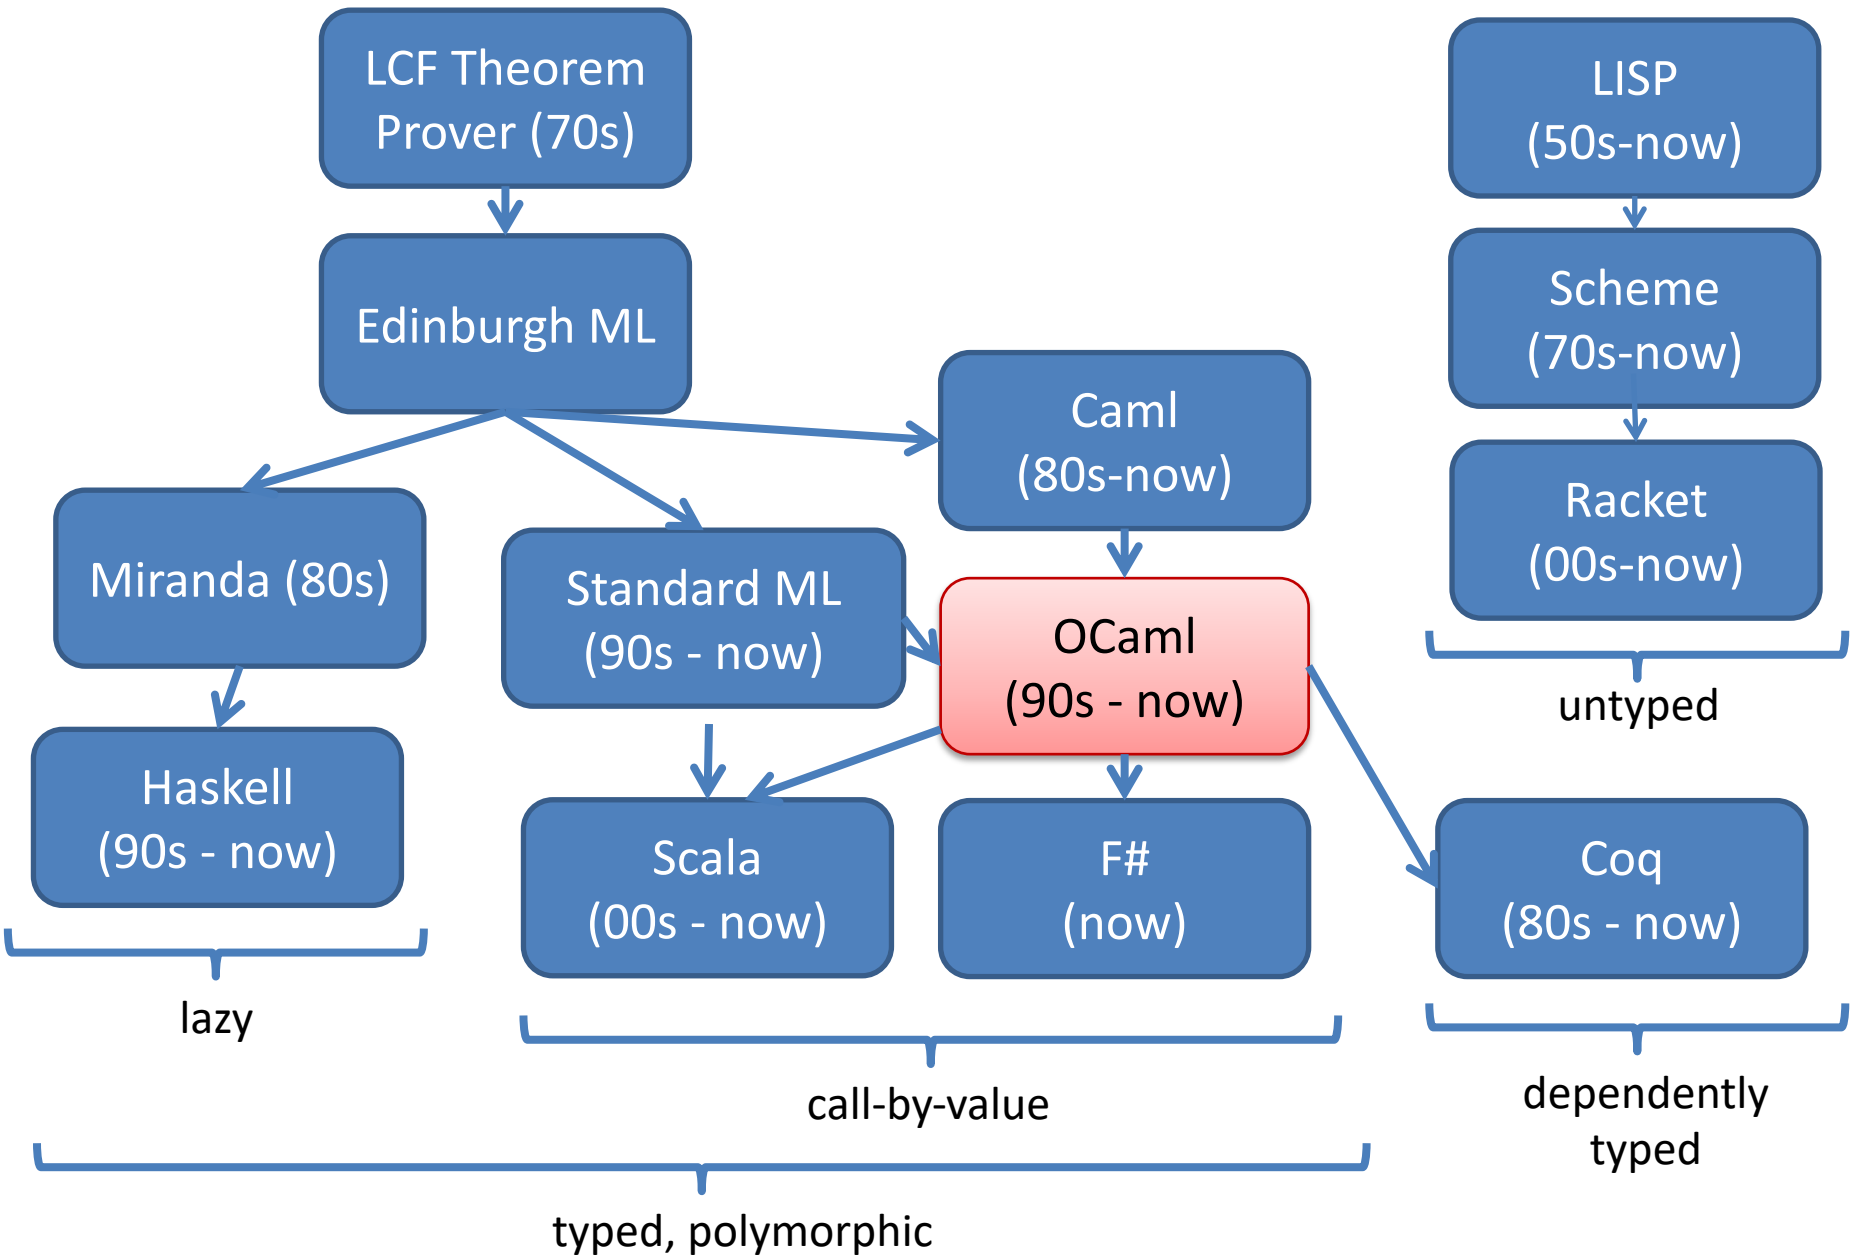 LCF Theorem
Prover (70s)
Edinburgh ML
Caml
(80s-now)
Miranda (80s)
Standard ML
(90s - now)
OCaml
(90s - now)
Haskell
(90s - now)
Scala
(00s - now)
F#
(now)
lazy
call-by-value
typed, polymorphic
LISP
(50s-now)
Scheme
(70s-now)
Racket
(00s-now)
untyped
Coq
(80s - now)
dependently
typed